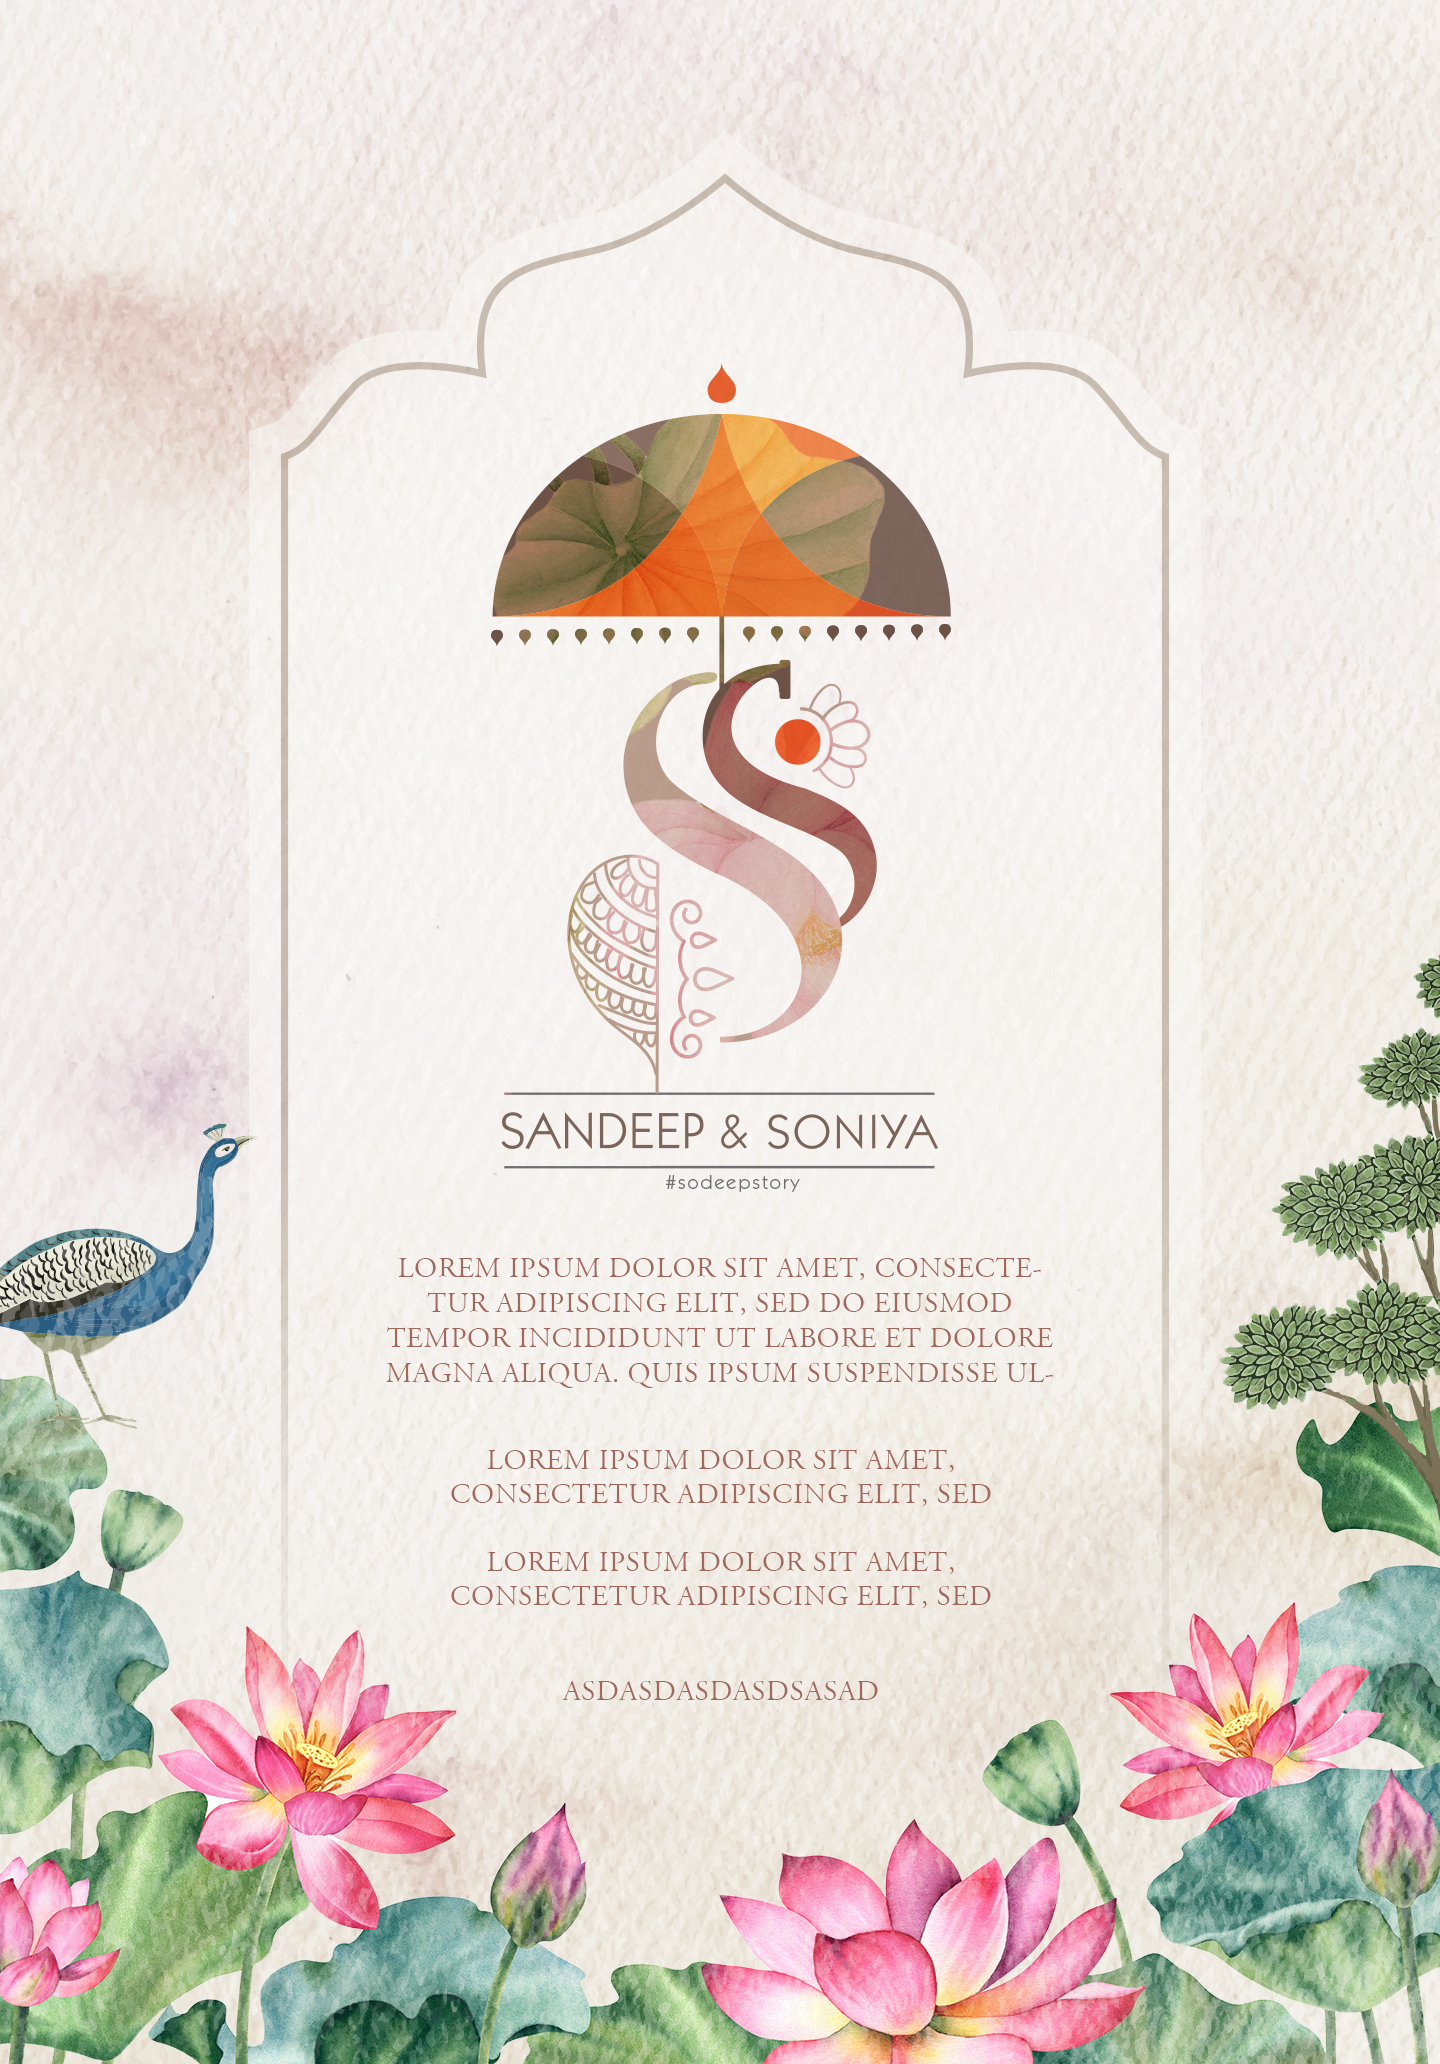 SANDEEP & SONIYA
#sodeepstory
LOREM IPSUM DOLOR SIT AMET, CONSECTE-
TUR ADIPISCING ELIT, SED DO EIUSMOD
TEMPOR INCIDIDUNT UT LABORE ET DOLORE
MAGNA ALIQUA. QUIS IPSUM SUSPENDISSE UL-
LOREM IPSUM DOLOR SIT AMET,
CONSECTETUR ADIPISCING ELIT, SED
LOREM IPSUM DOLOR SIT AMET,
CONSECTETUR ADIPISCING ELIT, SED
ASDASDASDASDSASAD